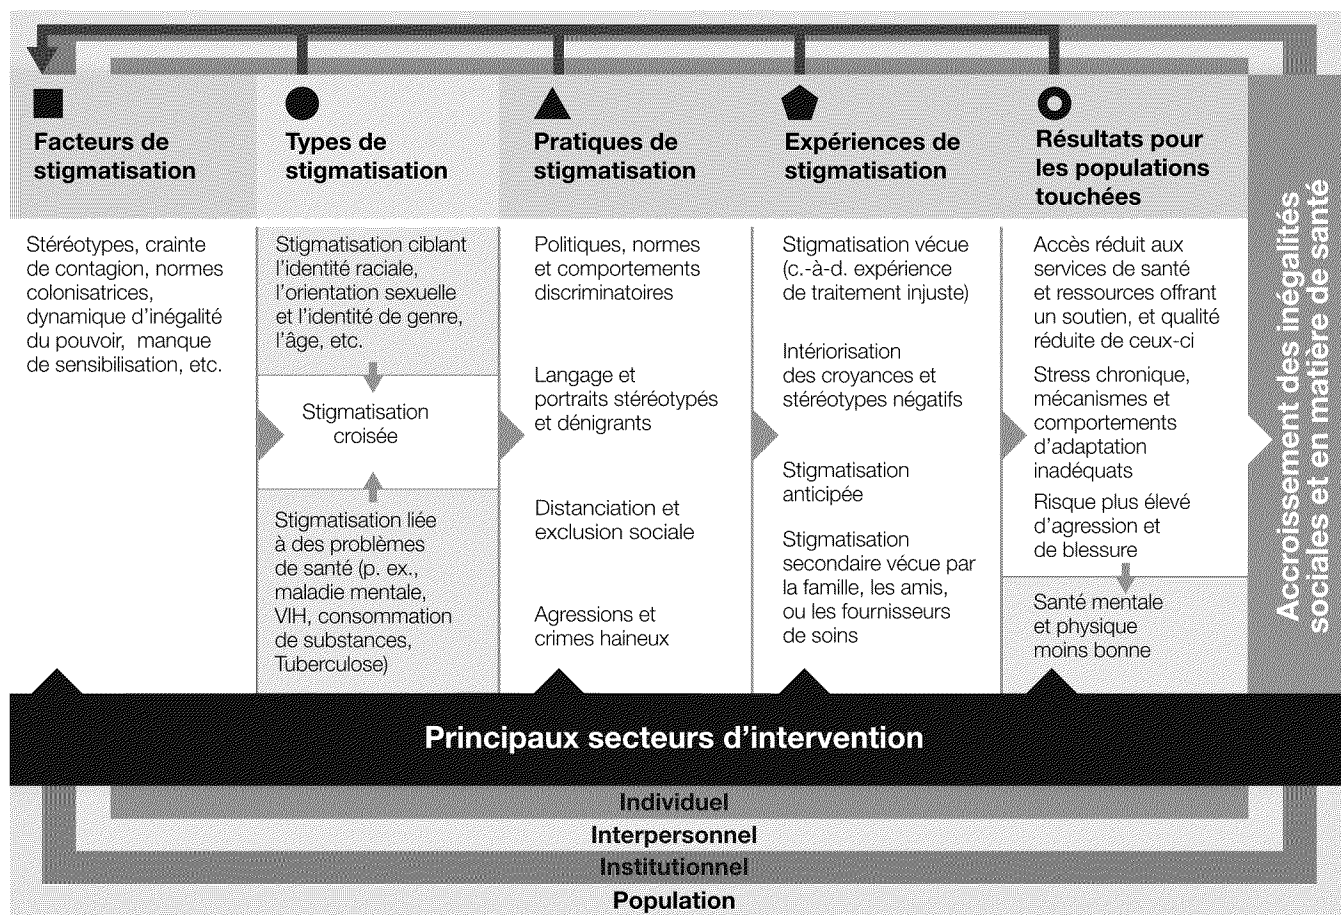 Facteurs de
stigmatisation
Stéréotypes, crainte
de contagion, normes
colonisatrices,
dynamique d'inégalité
du pouvoir, manque
de sensibilisation, etc.
Types de
stigmatisation
Stigmatisation ciblant
l'identité raciale,
l'orientation sexuelle
et l'identité de genre,
l'âge, etc.
Stigmatisation
croisée
Stigmatisation liée
à des problèmes
de santé (p. ex.,
maladie mentale,
VIH, consommation
de substances,
Tuberculose)
Pratiques de
stigmatisation
Politiques, normes
et comportements
discriminatoires
Langage et
portraits stéréotypés
et dénigrants
Distanciation et
exclusion sociale
Agressions et
crimes haineux
Expériences de
stigmatisation
Stigmatisation vécue
(c.-à-d. expérience
de traitement injuste)
Intériorisation
des croyances et
stéréotypes négatifs
Stigmatisation
anticipée
Stigmatisation
secondaire vécue par
la famille, les amis,
ou les fournisseurs
de soins
Résultats pour
les populations
touchées
Accès réduit aux
services de santé
et ressources offrant
un soutien, et qualité
réduite de ceux-ci
Stress chronique,
mécanismes et
comportements
d'adaptation
inadéquats
Risque plus élevé
d'agression et
de blessure
Santé mentale
et physique
moins bonne
Accroissement des inégalités
sociales et en matière de santé
Principaux secteurs d'intervention
Individuel
Interpersonnel
Institutionnel
Population